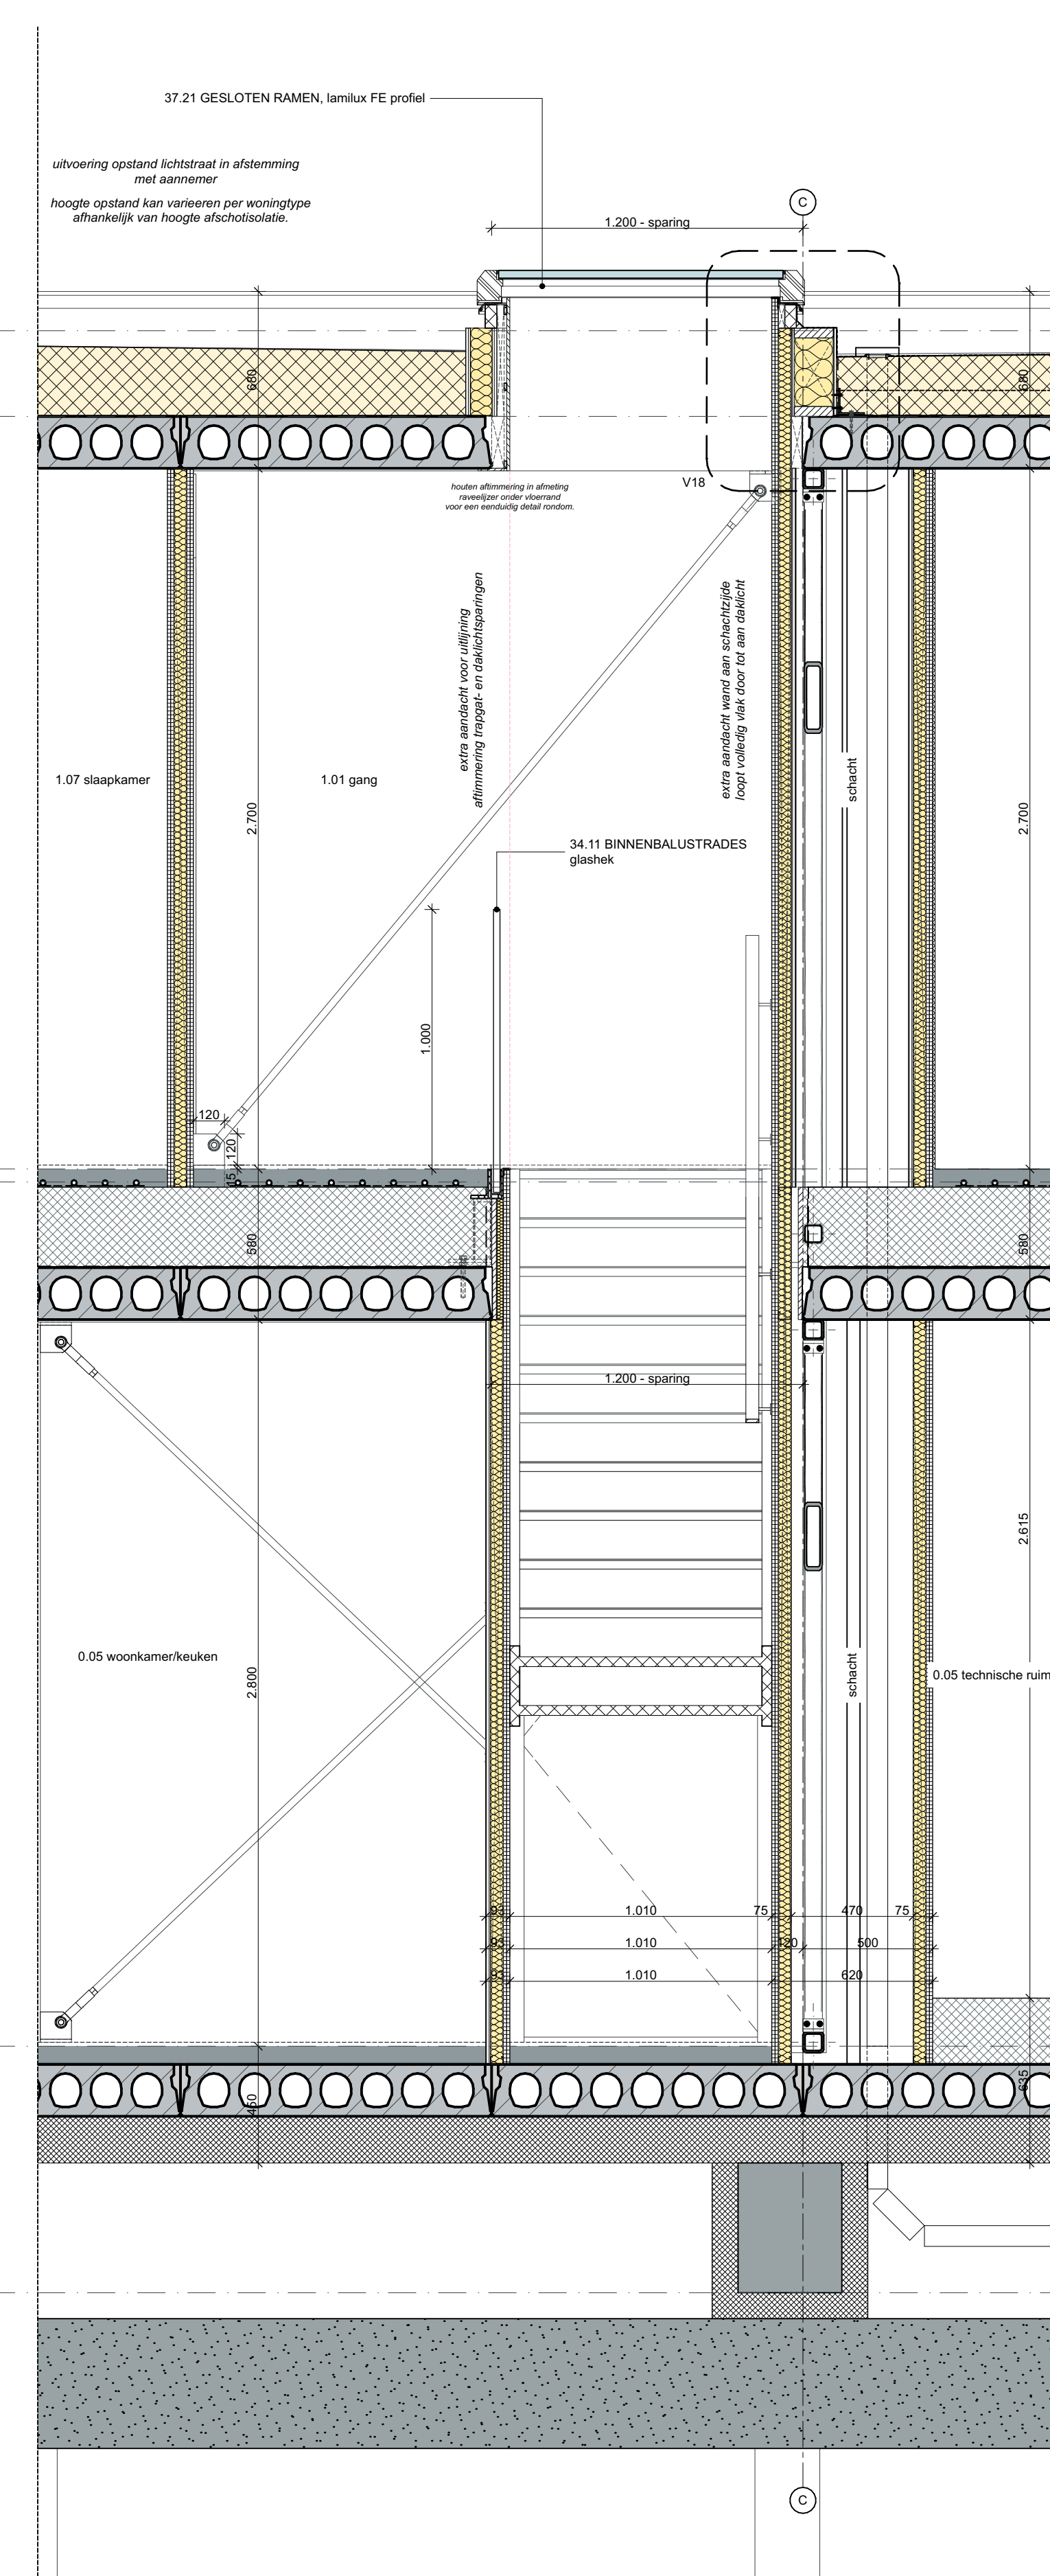 37.21 GESLOTEN RAMEN, lamilux FE profiel
uitvoering opstand lichtstraat in afstemming
met aannemer
hoogte opstand kan varieeren per woningtype
afhankelijk van hoogte afschotisolatie.
C
1.200 - sparing
680
680
houten aftimmering in afmeting
raveelijzer onder vloerrand
voor een eenduidig detail rondom.
V18
extra aandacht voor uitlijning
aftimmering trapgat- en daklichtsparingen
extra aandacht wand aan schachtzijde
loopt volledig vlak door tot aan daklicht
1.07 slaapkamer
1.01 gang
schacht
2.700
2.700
34.11 BINNENBALUSTRADES
glashek
1.000
120
120
15
580
580
1.200 - sparing
2.615
0.05 woonkamer/keuken
2.800
schacht
0.05 technische ruim
93
1.010
75
470
75
93
1.010
120
500
93
1.010
620
450
635
C